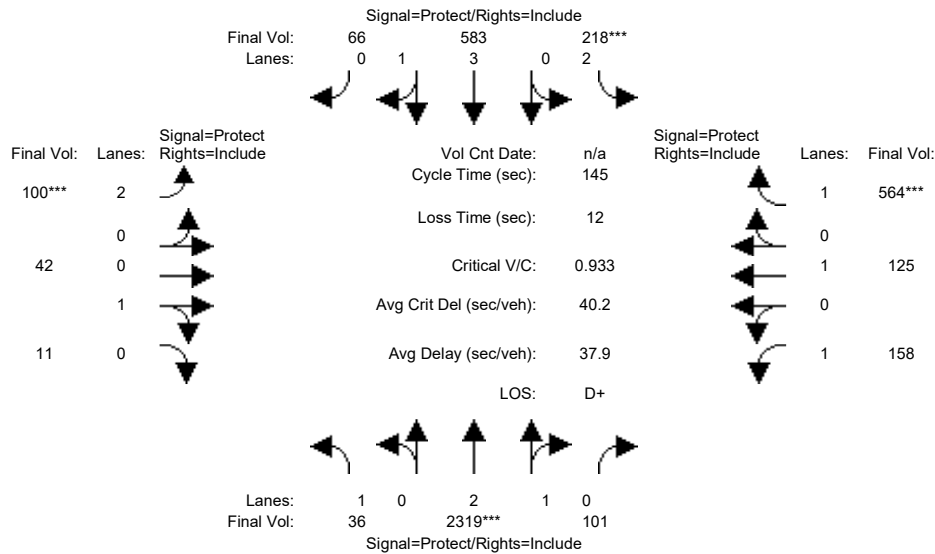 Signal=Protect/Rights=Include
Final Vol: 66 583 218***
Lanes: 0 1 3 0 2
Signal=Protect
Final Vol: Lanes: Rights=Include
Vol Cnt Date: n/a
Signal=Protect
Rights=Include Lanes: Final Vol:
Cycle Time (sec): 145
100*** 2
1 564***
Loss Time (sec): 12
0
0
42 0
Critical V/C: 0.933
1 125
1
Avg Crit Del (sec/veh): 40.2
0
11 0
Avg Delay (sec/veh): 37.9
1 158
LOS: D+
Lanes: 1 0 2 1 0
Final Vol: 36 2319*** 101
Signal=Protect/Rights=Include